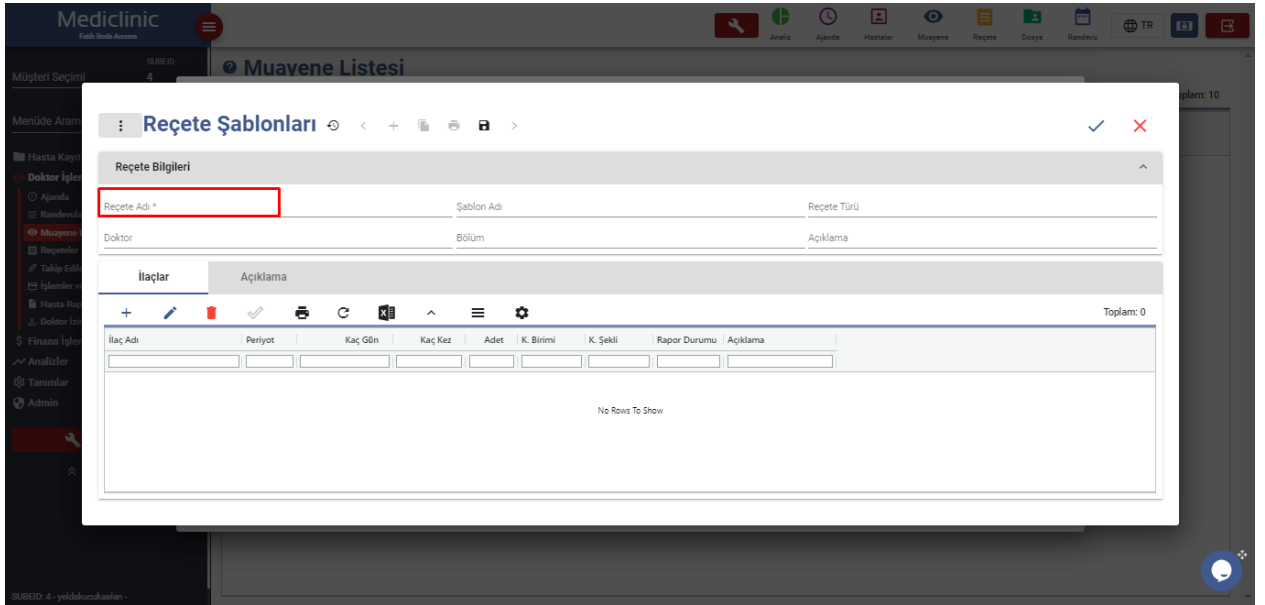 Mediclinic
Fatih Buda Ansası
Analiz
Ajanda
Hastalar
Muayene
Reçete
Dosya
Randevu
TR
SUBEID
Müşteri Seçimi
4
Muayene Listesi
Toplam: 10
Menüde Aram
Hasta Kayıt
Doktor İşler
Ajanda
Randevula
Muayene L
Reçeteler
Takip Edile
İşlemler ve
Hasta Rap
Doktor İzin
Finans İşler
Analizler
Tanımlar
Admin
Reçete Şablonları
Reçete Bilgileri
Reçete Adı *
Şablon Adı
Reçete Türü
Doktor
Bölüm
Açıklama
İlaçlar
Açıklama
Toplam: 0
İlaç Adı
Periyot
Kaç Gün
Kaç Kez
Adet
K. Birimi
K. Şekli
Rapor Durumu
Açıklama
No Rows To Show
SUBEID: 4 - yeldakucukaslan -